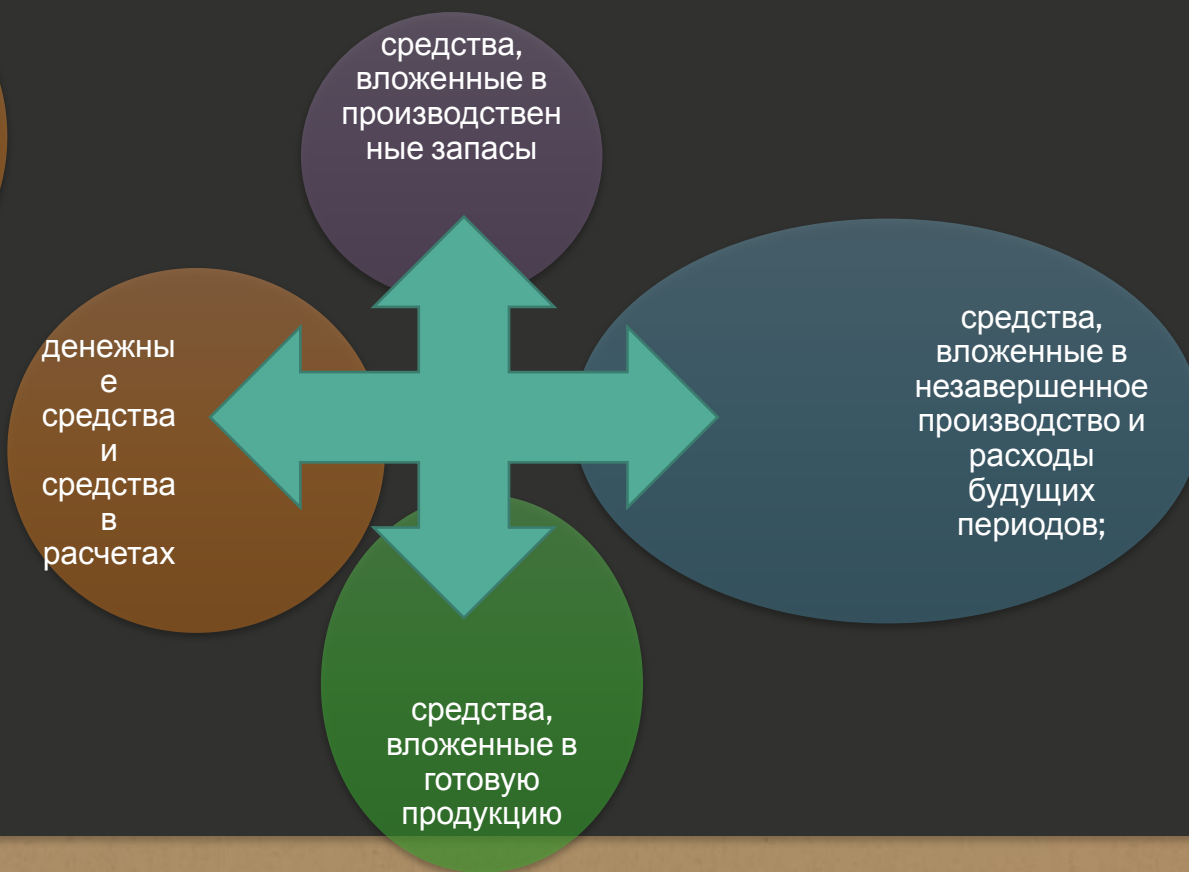 средства,
вложенные в
производствен
ные запасы
денежны
е
средства
и
средства
в
расчетах
средства,
вложенные в
незавершенное
производство и
расходы
будущих
периодов;
средства,
вложенные в
готовую
продукцию